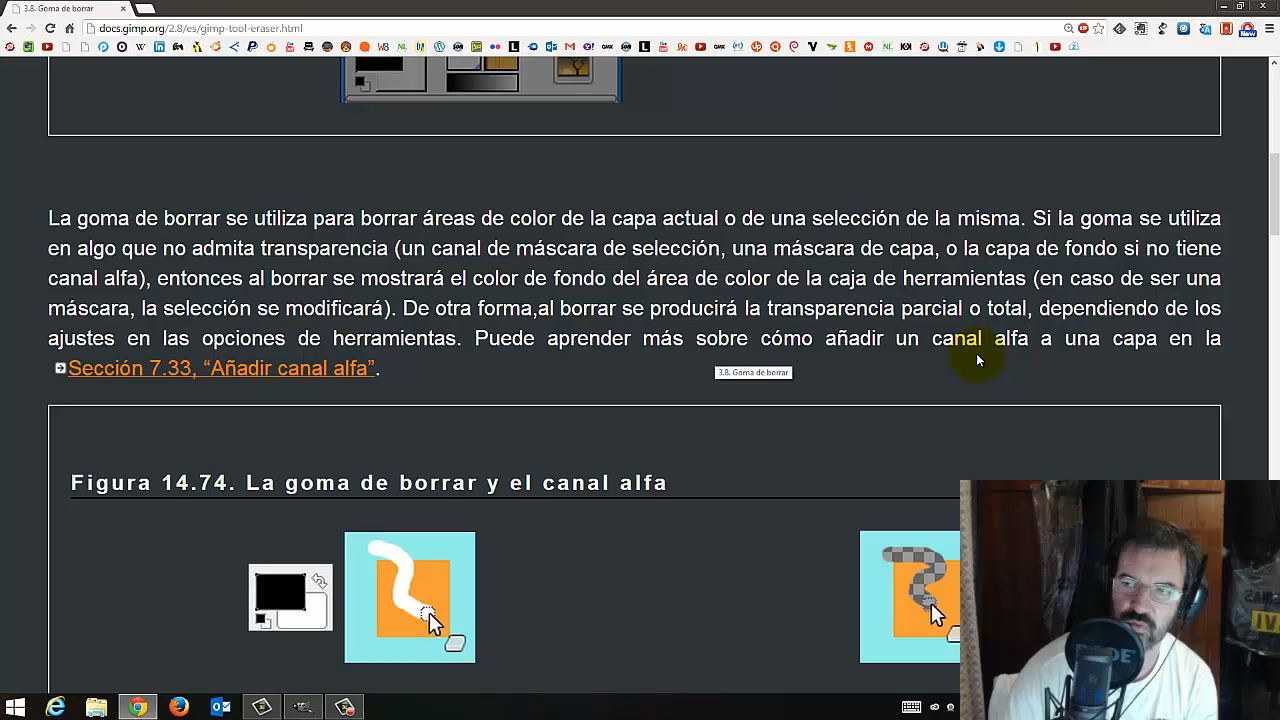 3.8. Goma de borrar
docs.gimp.org/2.8/es/gimp-tool-eraser.html
La goma de borrar se utiliza para borrar áreas de color de la capa actual o de una selección de la misma. Si la goma se utiliza
en algo que no admita transparencia (un canal de máscara de selección, una máscara de capa, o la capa de fondo si no tiene
canal alfa), entonces al borrar se mostrará el color de fondo del área de color de la caja de herramientas (en caso de ser una
máscara, la selección se modificará). De otra forma,al borrar se producirá la transparencia parcial o total, dependiendo de los
ajustes en las opciones de herramientas. Puede aprender más sobre cómo añadir un canal alfa a una capa en la
Sección 7.33, “Añadir canal alfa”.
3.8. Goma de borrar
Figura 14.74. La goma de borrar y el canal alfa